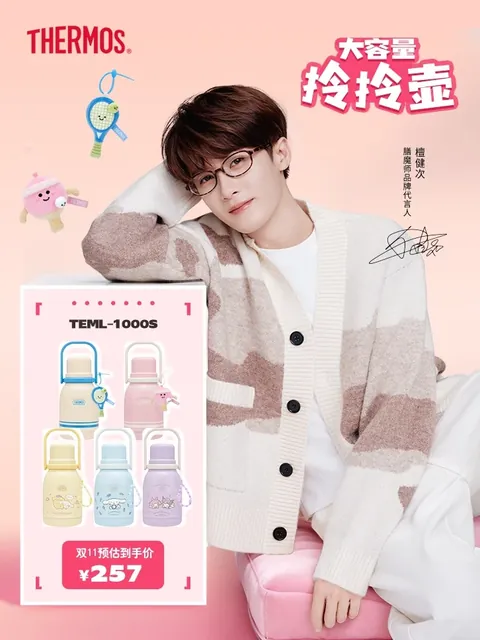 THERMOS®
大容量
拎拎壶
檀健次
膳魔师品牌代言人
TEML-1000S
双11预估到手价
¥257